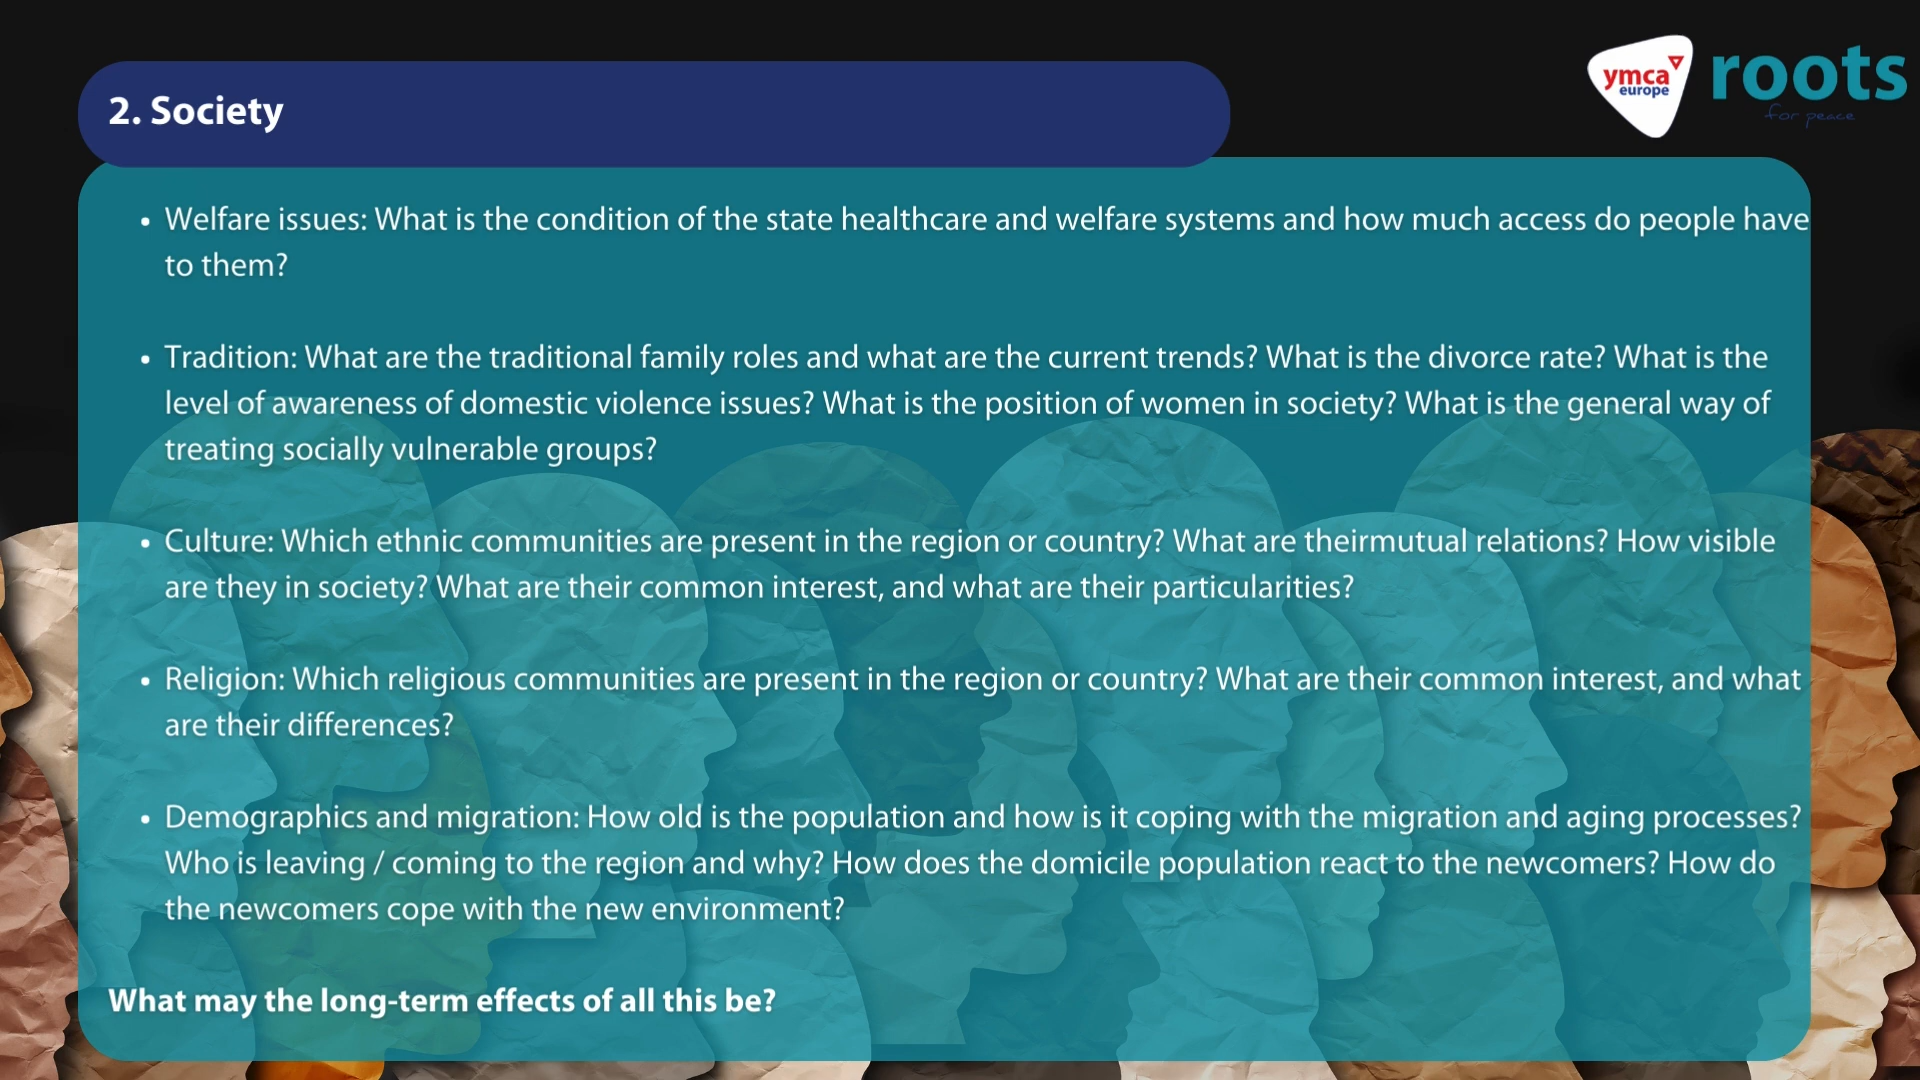 ymca
europe
roots
for peace
2. Society
• Welfare issues: What is the condition of the state healthcare and welfare systems and how much access do people have
to them?
• Tradition: What are the traditional family roles and what are the current trends? What is the divorce rate? What is the
level of awareness of domestic violence issues? What is the position of women in society? What is the general way of
treating socially vulnerable groups?
• Culture: Which ethnic communities are present in the region or country? What are theirmutual relations? How visible
are they in society? What are their common interest, and what are their particularities?
• Religion: Which religious communities are present in the region or country? What are their common interest, and what
are their differences?
• Demographics and migration: How old is the population and how is it coping with the migration and aging processes?
Who is leaving / coming to the region and why? How does the domicile population react to the newcomers? How do
the newcomers cope with the new environment?
What may the long-term effects of all this be?